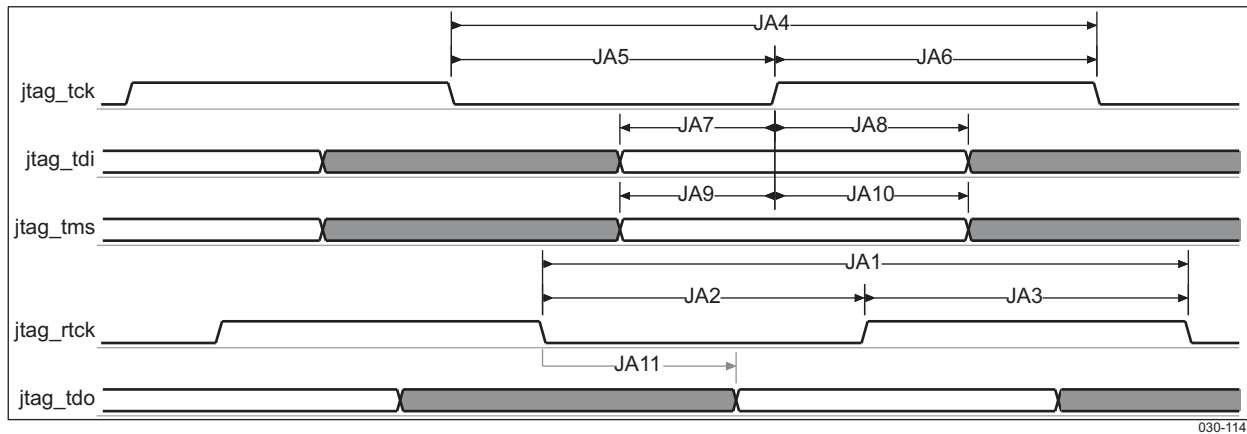 JA4
JA5 JA6
jtag_tck
JA7 JA8
jtag_tdi
JA9 JA10
jtag_tms
JA1
JA2 JA3
jtag_rtck
JA11
jtag_tdo
030-114